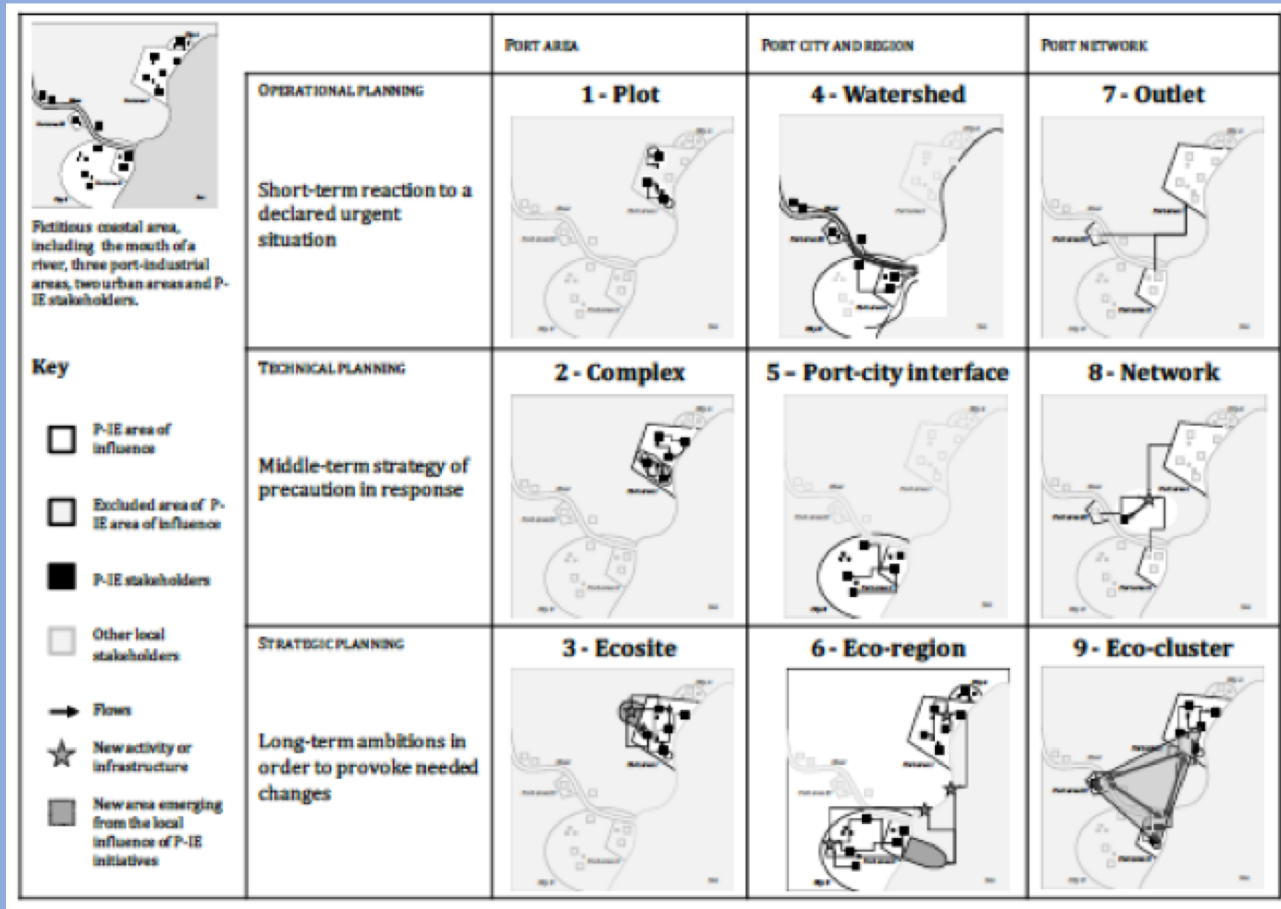 PORT AREA
PORT CITY AND REGION
PORT NETWORK
Fictitious coastal area,
including the mouth of a
river, three port-industrial
areas, two urban areas and P-
IE stakeholders.
Key
P-IE area of
influence
Excluded area of P-
IE area of influence
P-IE stakeholders
Other local
stakeholders
Flows
New activity or
infrastructure
New area emerging
from the local
influence of P-IE
initiatives
OPERATIONAL PLANNING
Short-term reaction to a
declared urgent
situation
1 - Plot
4 - Watershed
7 - Outlet
TECHNICAL PLANNING
Middle-term strategy of
precaution in response
2 - Complex
5 – Port-city interface
8 - Network
STRATEGIC PLANNING
Long-term ambitions in
order to provoke needed
changes
3 - Ecosite
6 - Eco-region
9 - Eco-cluster